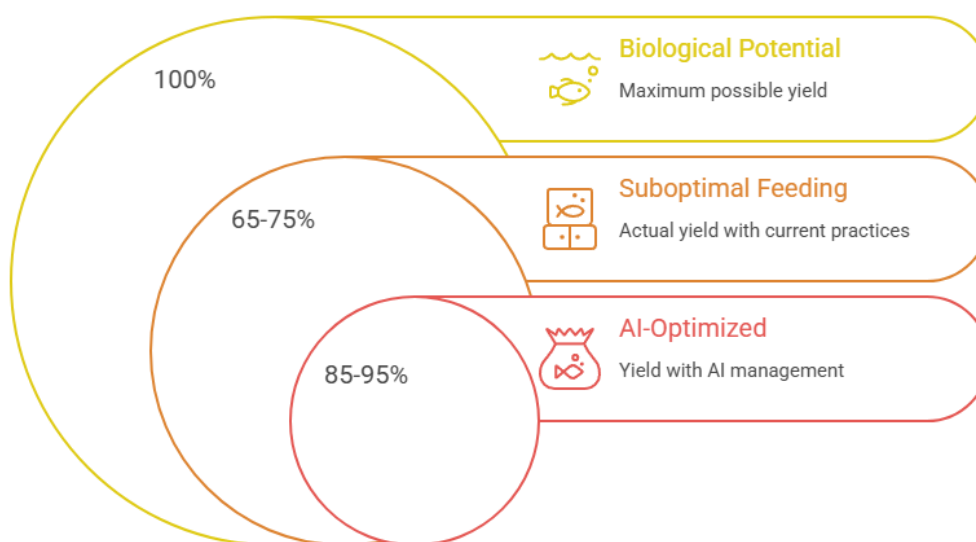 100%
Biological Potential
Maximum possible yield
65-75%
Suboptimal Feeding
Actual yield with current practices
85-95%
AI-Optimized
Yield with AI management